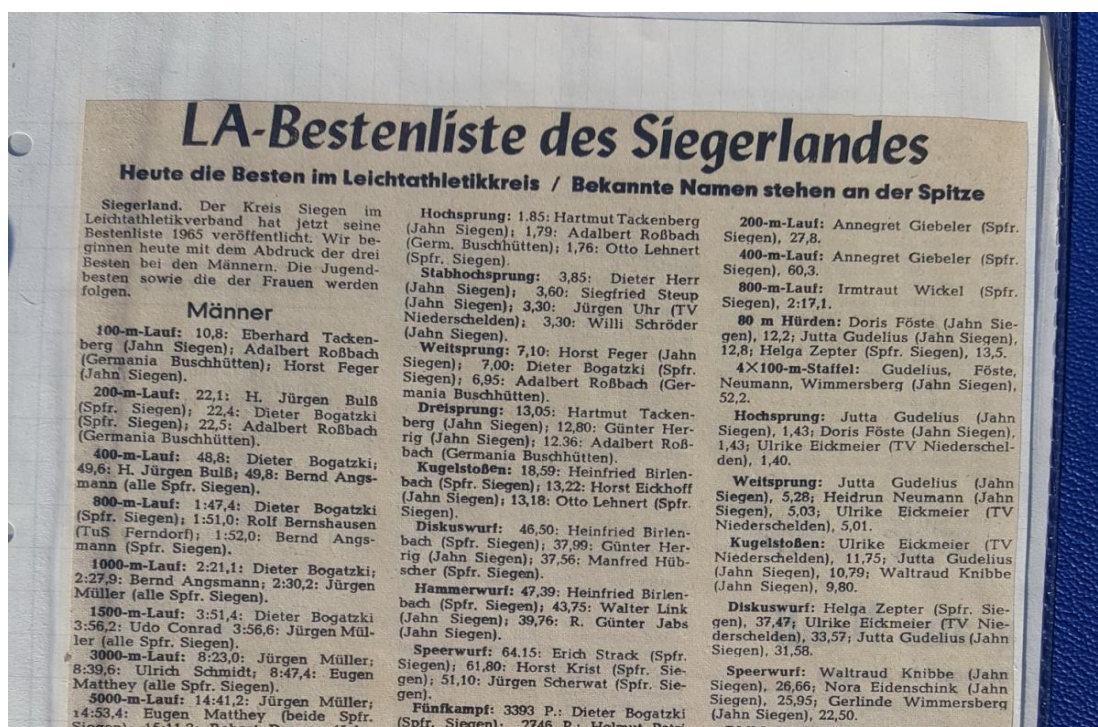 LA-Bestenliste des Siegerlandes
Heute die Besten im Leichtathletikkreis / Bekannte Namen stehen an der Spitze
Siegerland. Der Kreis Siegen im
Leichtathletikverband hat jetzt seine
Bestenliste 1965 veröffentlicht. Wir be-
ginnen heute mit dem Abdruck der drei
Besten bei den Männern. Die Jugend-
besten sowie die der Frauen werden
folgen.
Männer
100-m-Lauf: 10,8: Eberhard Tacken-
berg (Jahn Siegen); Adalbert Roßbach
(Germania Buschhütten); Horst Feger
(Jahn Siegen).
200-m-Lauf: 22,1: H. Jürgen Bulß
(Spfr. Siegen); 22,4: Dieter Bogatzki
(Spfr. Siegen); 22,5: Adalbert Roßbach
(Germania Buschhütten).
400-m-Lauf: 48,8: Dieter Bogatzki;
49,6: H. Jürgen Bulß; 49,8: Bernd Angs-
mann (alle Spfr. Siegen).
800-m-Lauf: 1:47,4: Dieter Bogatzki
(Spfr. Siegen); 1:51,0: Rolf Bernshausen
(TuS Ferndorf); 1:52,0: Bernd Angs-
mann (Spfr. Siegen).
1000-m-Lauf: 2:21,1: Dieter Bogatzki;
2:27,9: Bernd Angsmann; 2:30,2: Jürgen
Müller (alle Spfr. Siegen).
1500-m-Lauf: 3:51,4: Dieter Bogatzki
3:56,2: Udo Conrad 3:56,6: Jürgen Mül-
ler (alle Spfr. Siegen).
3000-m-Lauf: 8:23,0: Jürgen Müller;
8:39,6: Ulrich Schmidt; 8:47,4: Eugen
Matthey (alle Spfr. Siegen).
5000-m-Lauf: 14:41,2: Jürgen Müller;
14:53,4: Eugen Matthey (beide Spfr.
Hochsprung: 1.85: Hartmut Tackenberg
(Jahn Siegen); 1,79: Adalbert Roßbach
(Germ. Buschhütten); 1,76: Otto Lehnert
(Spfr. Siegen).
Stabhochsprung: 3,85: Dieter Herr
(Jahn Siegen); 3,60: Siegfried Steup
(Jahn Siegen); 3,30: Jürgen Uhr (TV
Niederschelden); 3,30: Willi Schröder
(Jahn Siegen).
Weitsprung: 7,10: Horst Feger (Jahn
Siegen); 7,00: Dieter Bogatzki (Spfr.
Siegen); 6,95: Adalbert Roßbach (Ger-
mania Buschhütten).
Dreisprung: 13,05: Hartmut Tacken-
berg (Jahn Siegen); 12,80: Günter Her-
rig (Jahn Siegen); 12.36: Adalbert Roß-
bach (Germania Buschhütten).
Kugelstoßen: 18,59: Heinfried Birlen-
bach (Spfr. Siegen); 13,22: Horst Eickhoff
(Jahn Siegen); 13,18: Otto Lehnert (Spfr.
Siegen).
Diskuswurf: 46,50: Heinfried Birlen-
bach (Spfr. Siegen); 37,99: Günter Her-
rig (Jahn Siegen); 37,56: Manfred Hüb-
scher (Spfr. Siegen).
Hammerwurf: 47,39: Heinfried Birlen-
bach (Spfr. Siegen); 43,75: Walter Link
(Jahn Siegen); 39,76: R. Günter Jabs
(Jahn Siegen).
Speerwurf: 64.15: Erich Strack (Spfr.
Siegen); 61,80: Horst Krist (Spfr. Sie-
gen); 51,10: Jürgen Scherwat (Spfr. Sie-
gen).
Fünfkampf: 3393 P.: Dieter Bogatzki
(Spfr. Siegen); 2746 P.: Helmut
200-m-Lauf: Annegret Giebeler (Spfr.
Siegen), 27,8.
400-m-Lauf: Annegret Giebeler (Spfr.
Siegen), 60,3.
800-m-Lauf: Irmtraut Wickel (Spfr.
Siegen), 2:17,1.
80 m Hürden: Doris Föste (Jahn Sie-
gen), 12,2; Jutta Gudelius (Jahn Siegen),
12,8; Helga Zepter (Spfr. Siegen), 13,5.
4×100-m-Staffel: Gudelius, Föste,
Neumann, Wimmersberg (Jahn Siegen),
52,2.
Hochsprung: Jutta Gudelius (Jahn
Siegen), 1,43; Doris Föste (Jahn Siegen),
1,43; Ulrike Eickmeier (TV Niederschel-
den), 1,40.
Weitsprung: Jutta Gudelius (Jahn
Siegen), 5,28; Heidrun Neumann (Jahn
Siegen), 5,03; Ulrike Eickmeier (TV
Niederschelden), 5,01.
Kugelstoßen: Ulrike Eickmeier (TV
Niederschelden), 11,75; Jutta Gudelius
(Jahn Siegen), 10,79; Waltraud Knibbe
(Jahn Siegen), 9,80.
Diskuswurf: Helga Zepter (Spfr. Sie-
gen), 37,47; Ulrike Eickmeier (TV Nie-
derschelden), 33,57; Jutta Gudelius (Jahn
Siegen), 31,58.
Speerwurf: Waltraud Knibbe (Jahn
Siegen), 26,66; Nora Eidenschink (Jahn
Siegen), 25,95; Gerlinde Wimmersberg
(Jahn Siegen), 22,50.